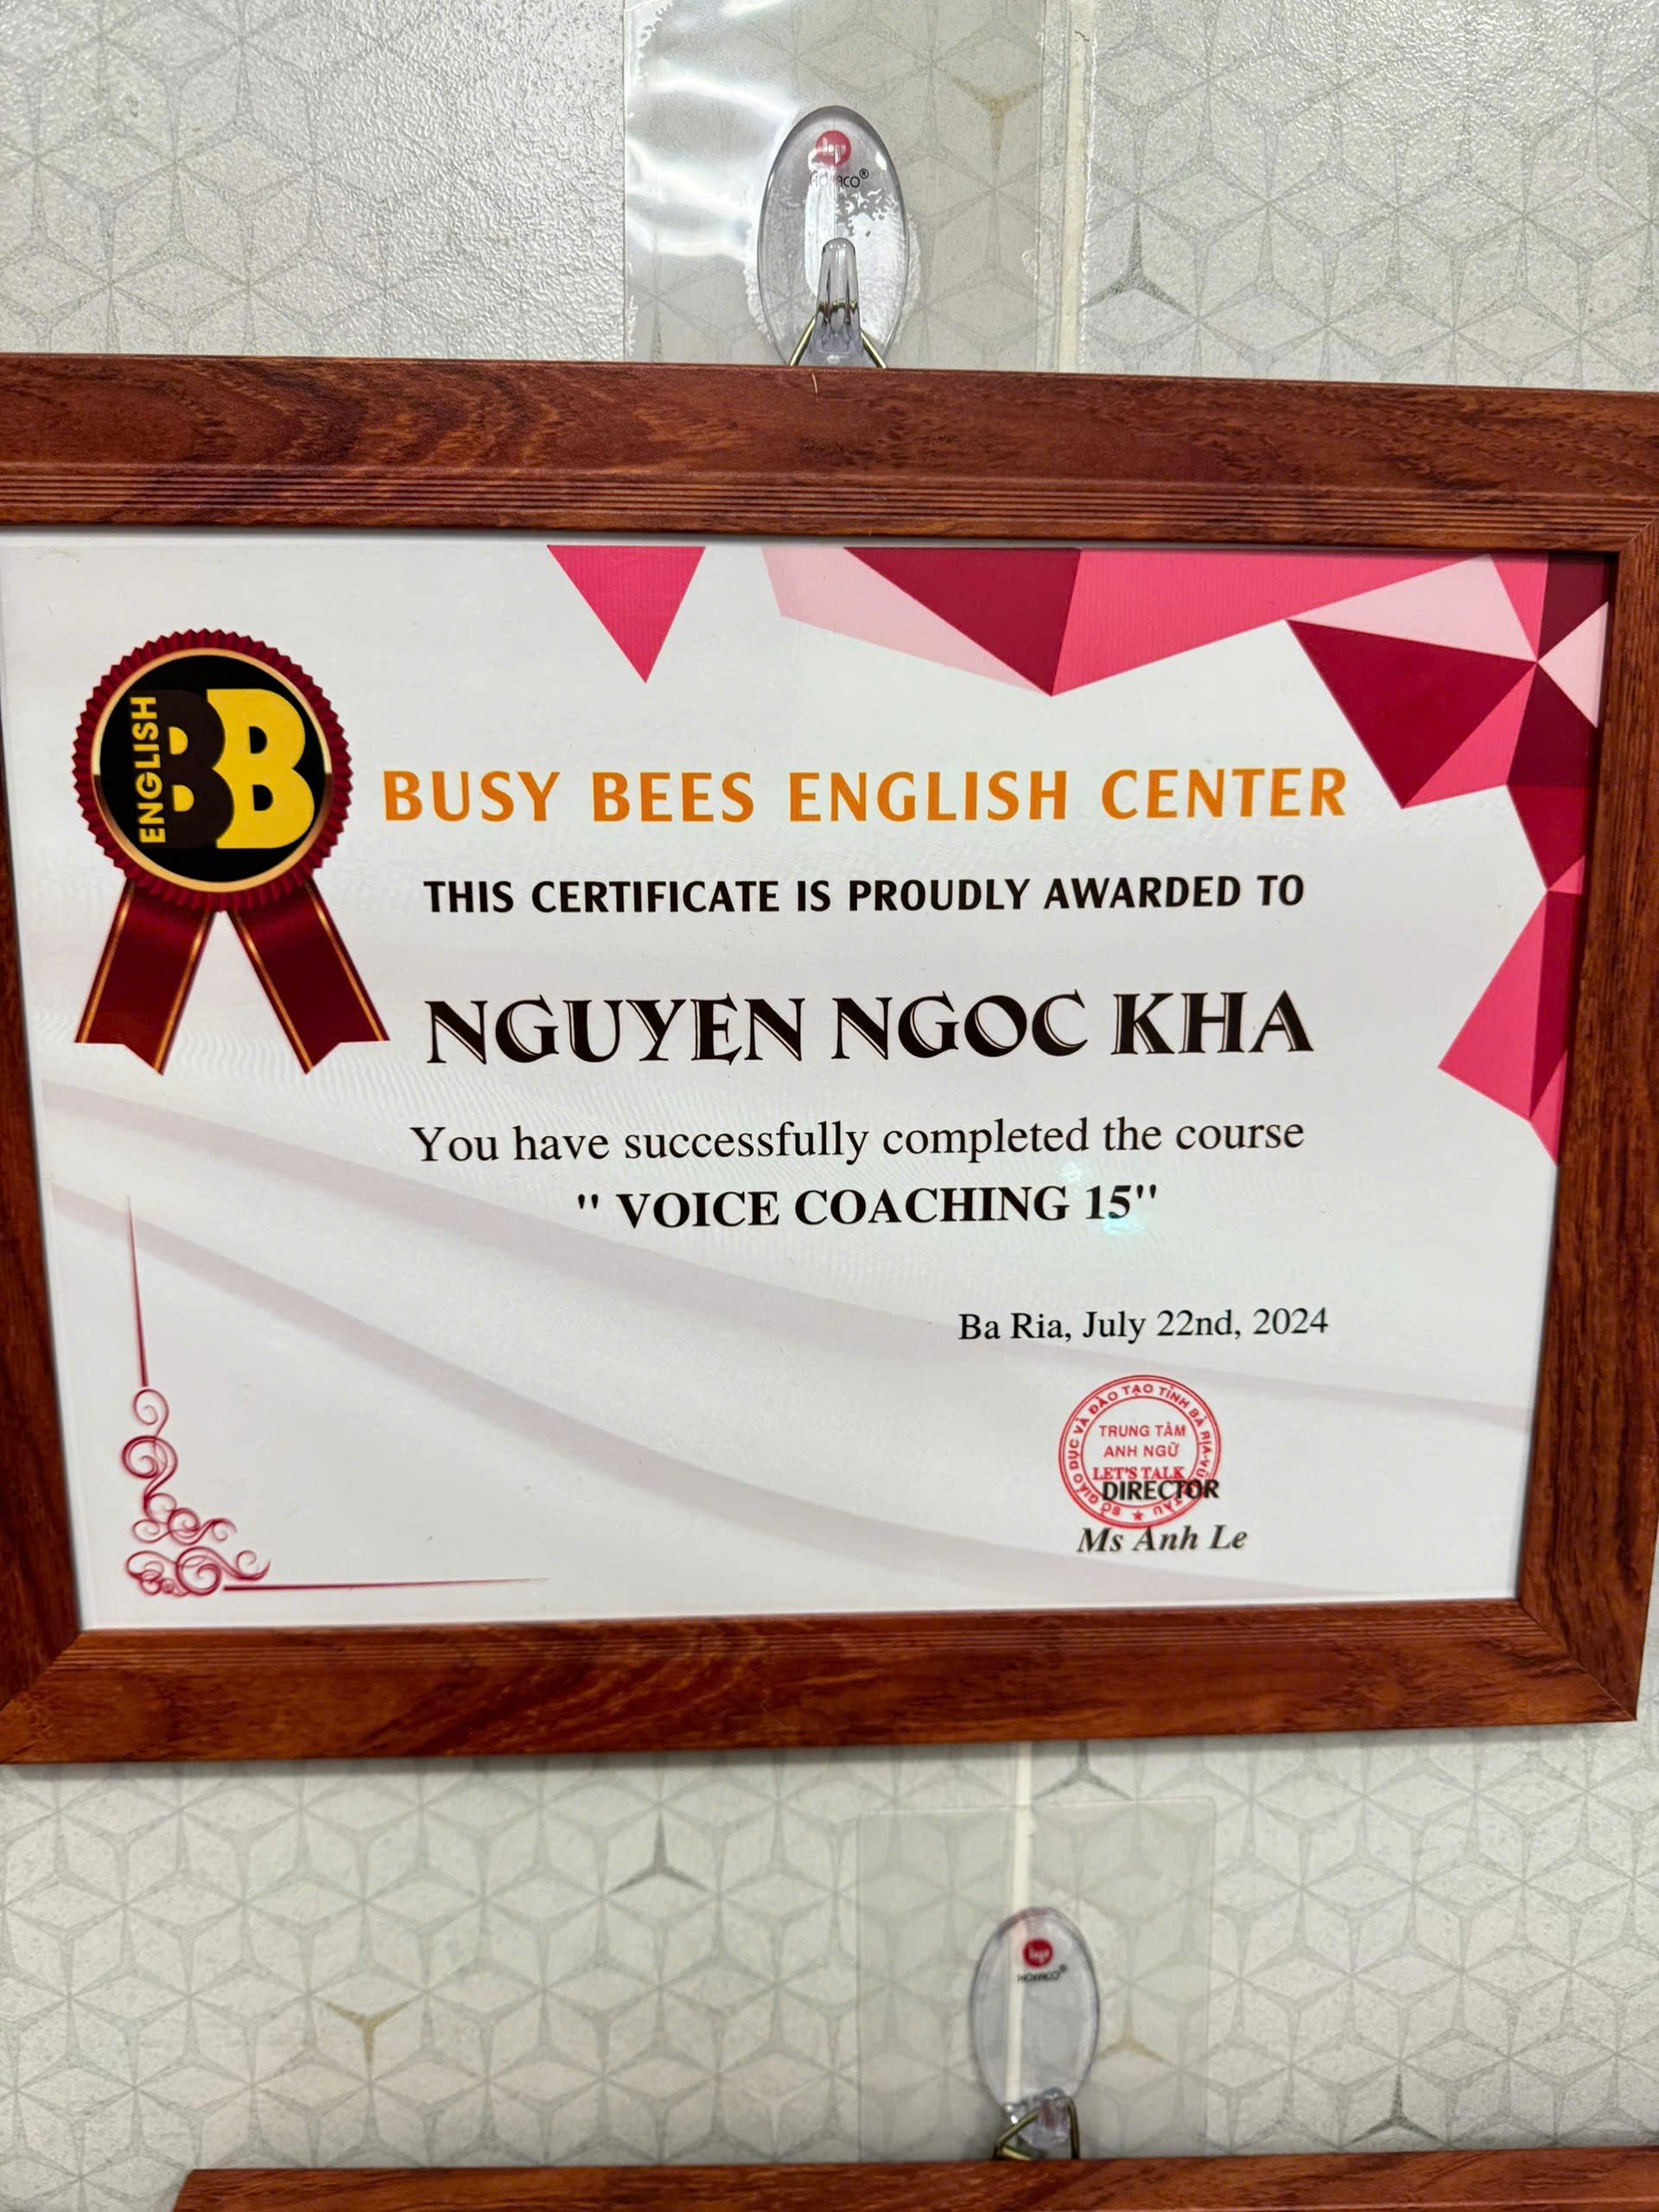 ENGLISH
BB
BUSY BEES ENGLISH CENTER
THIS CERTIFICATE IS PROUDLY AWARDED TO
NGUYEN NGOC KHA
You have successfully completed the course
" VOICE COACHING 15"
Ba Ria, July 22nd, 2024
SỞ GIÁO DỤC VÀ ĐÀO TẠO TỈNH BÀ RỊA-VŨNG TÀU
TRUNG TÂM
ANH NGỮ
LET'S TALK
DIRECTOR
Ms Anh Le